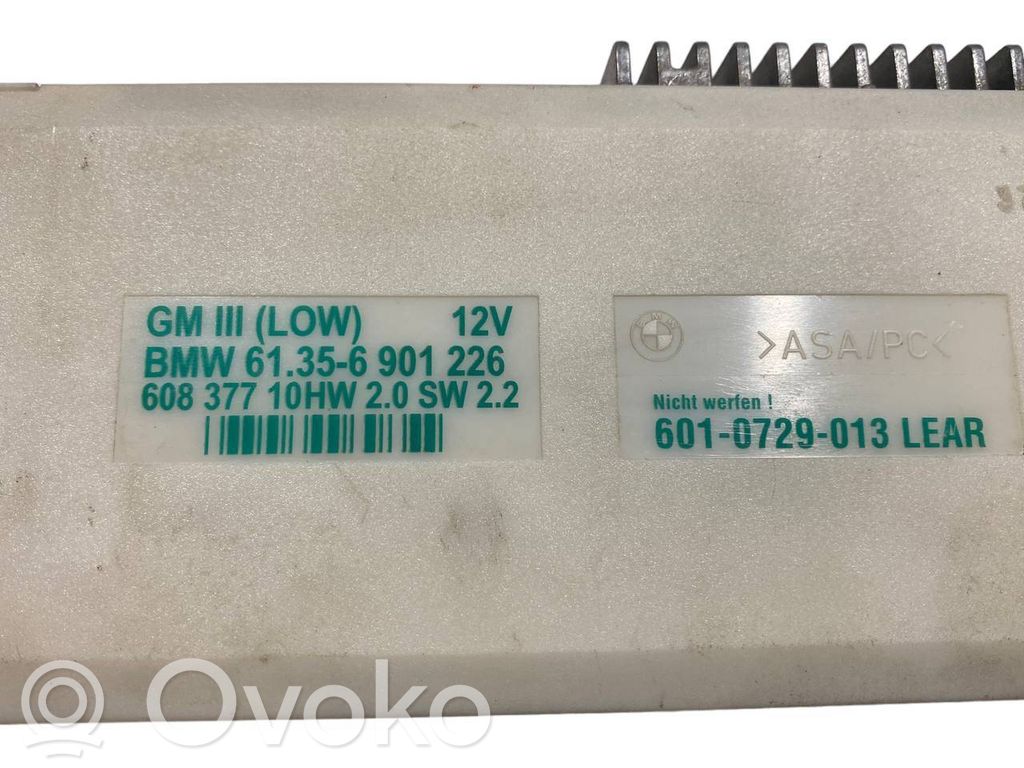 GM III (LOW) 12V
BMW 61.35-6 901 226
608 377 10HW 2.0 SW 2.2
BMW
>ASA/PC<
Nicht werfen !
601-0729-013 LEAR
Ovoko